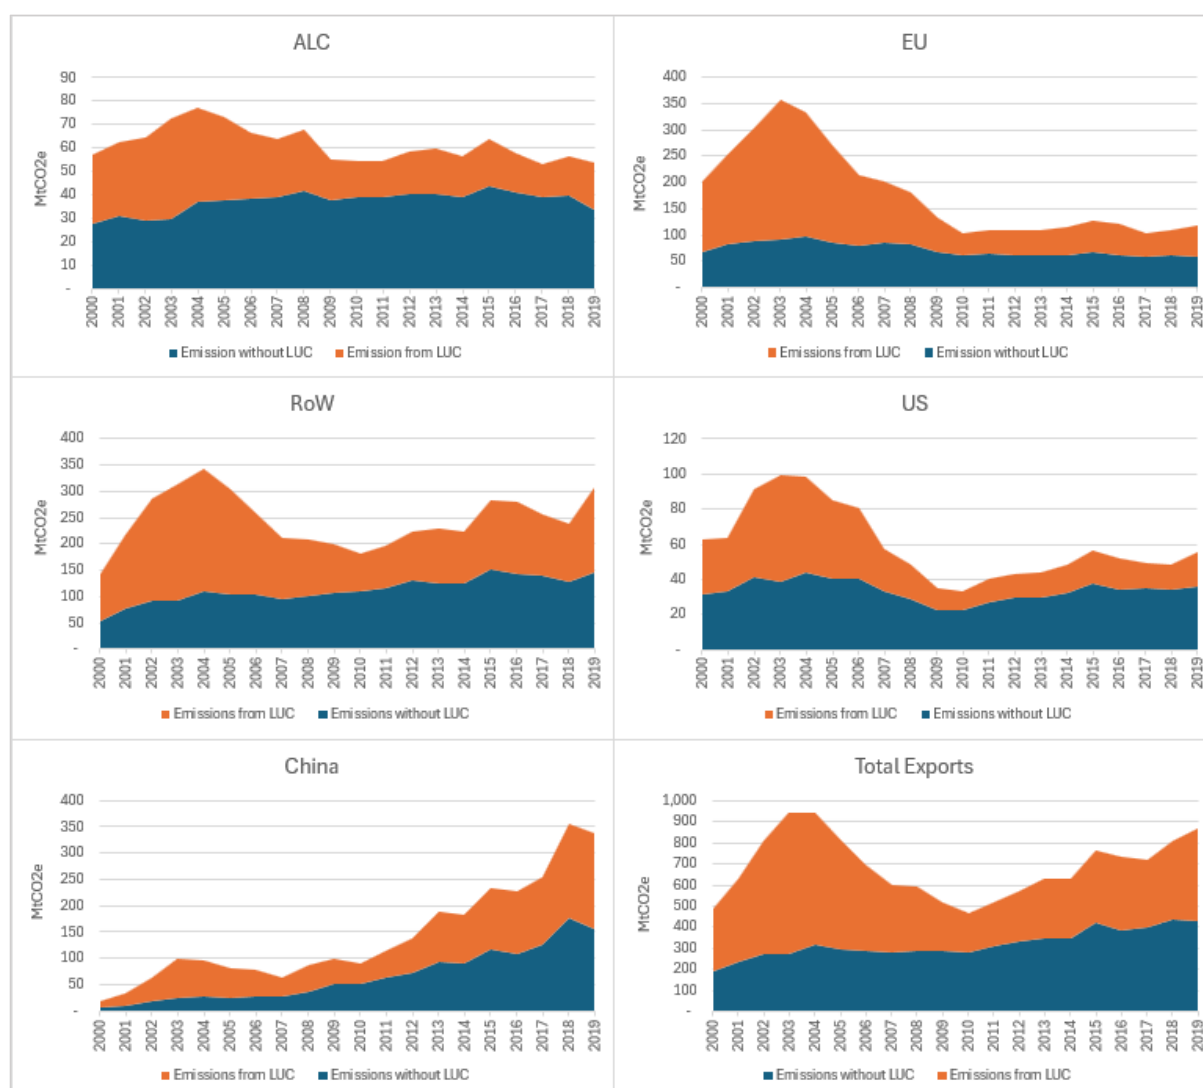 ALC
MtCO2e
90
80
70
60
50
40
30
20
10
-
2000 2001 2002 2003 2004 2005 2006 2007 2008 2009 2010 2011 2012 2013 2014 2015 2016 2017 2018 2019
Emission without LUC Emission from LUC
EU
MtCO2e
400
350
300
250
200
150
100
50
-
2000 2001 2002 2003 2004 2005 2006 2007 2008 2009 2010 2011 2012 2013 2014 2015 2016 2017 2018 2019
Emissions from LUC Emission without LUC
RoW
MtCO2e
400
350
300
250
200
150
100
50
-
2000 2001 2002 2003 2004 2005 2006 2007 2008 2009 2010 2011 2012 2013 2014 2015 2016 2017 2018 2019
Emissions from LUC Emissions without LUC
US
MtCO2e
120
100
80
60
40
20
-
2000 2001 2002 2003 2004 2005 2006 2007 2008 2009 2010 2011 2012 2013 2014 2015 2016 2017 2018 2019
Emissions from LUC Emissions without LUC
China
MtCO2e
400
350
300
250
200
150
100
50
-
2000 2001 2002 2003 2004 2005 2006 2007 2008 2009 2010 2011 2012 2013 2014 2015 2016 2017 2018 2019
Emissions from LUC Emissions without LUC
Total Exports
MtCO2e
1,000
900
800
700
600
500
400
300
200
100
-
2000 2001 2002 2003 2004 2005 2006 2007 2008 2009 2010 2011 2012 2013 2014 2015 2016 2017 2018 2019
Emissions without LUC Emissions from LUC